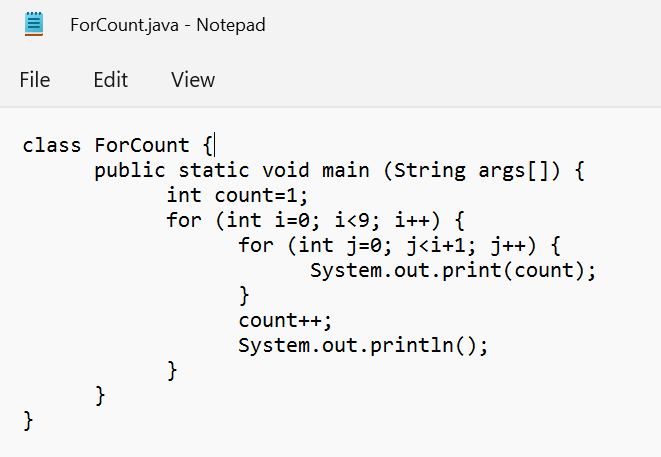 ForCount.java - Notepad
File Edit View
class ForCount {
        public static void main (String args[]) {
                int count=1;
                for (int i=0; i<9; i++) {
                        for (int j=0; j<i+1; j++) {
                                System.out.print(count);
                        }
                        count++;
                        System.out.println();
                }
        }
}